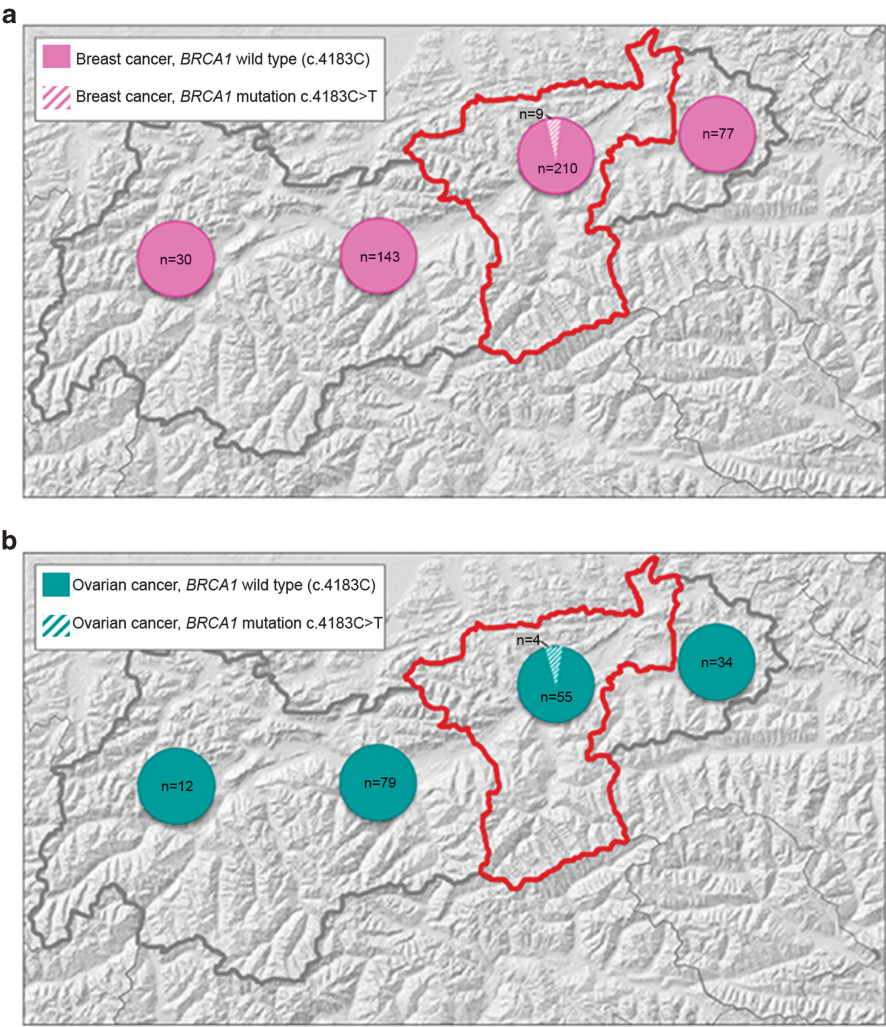 a
Breast cancer, BRCA1 wild type (c.4183C)
Breast cancer, BRCA1 mutation c.4183C>T
n=9
n=77
n=210
n=30
n=143
b
Ovarian cancer, BRCA1 wild type (c.4183C)
Ovarian cancer, BRCA1 mutation c.4183C>T
n=4
n=34
n=55
n=12
n=79